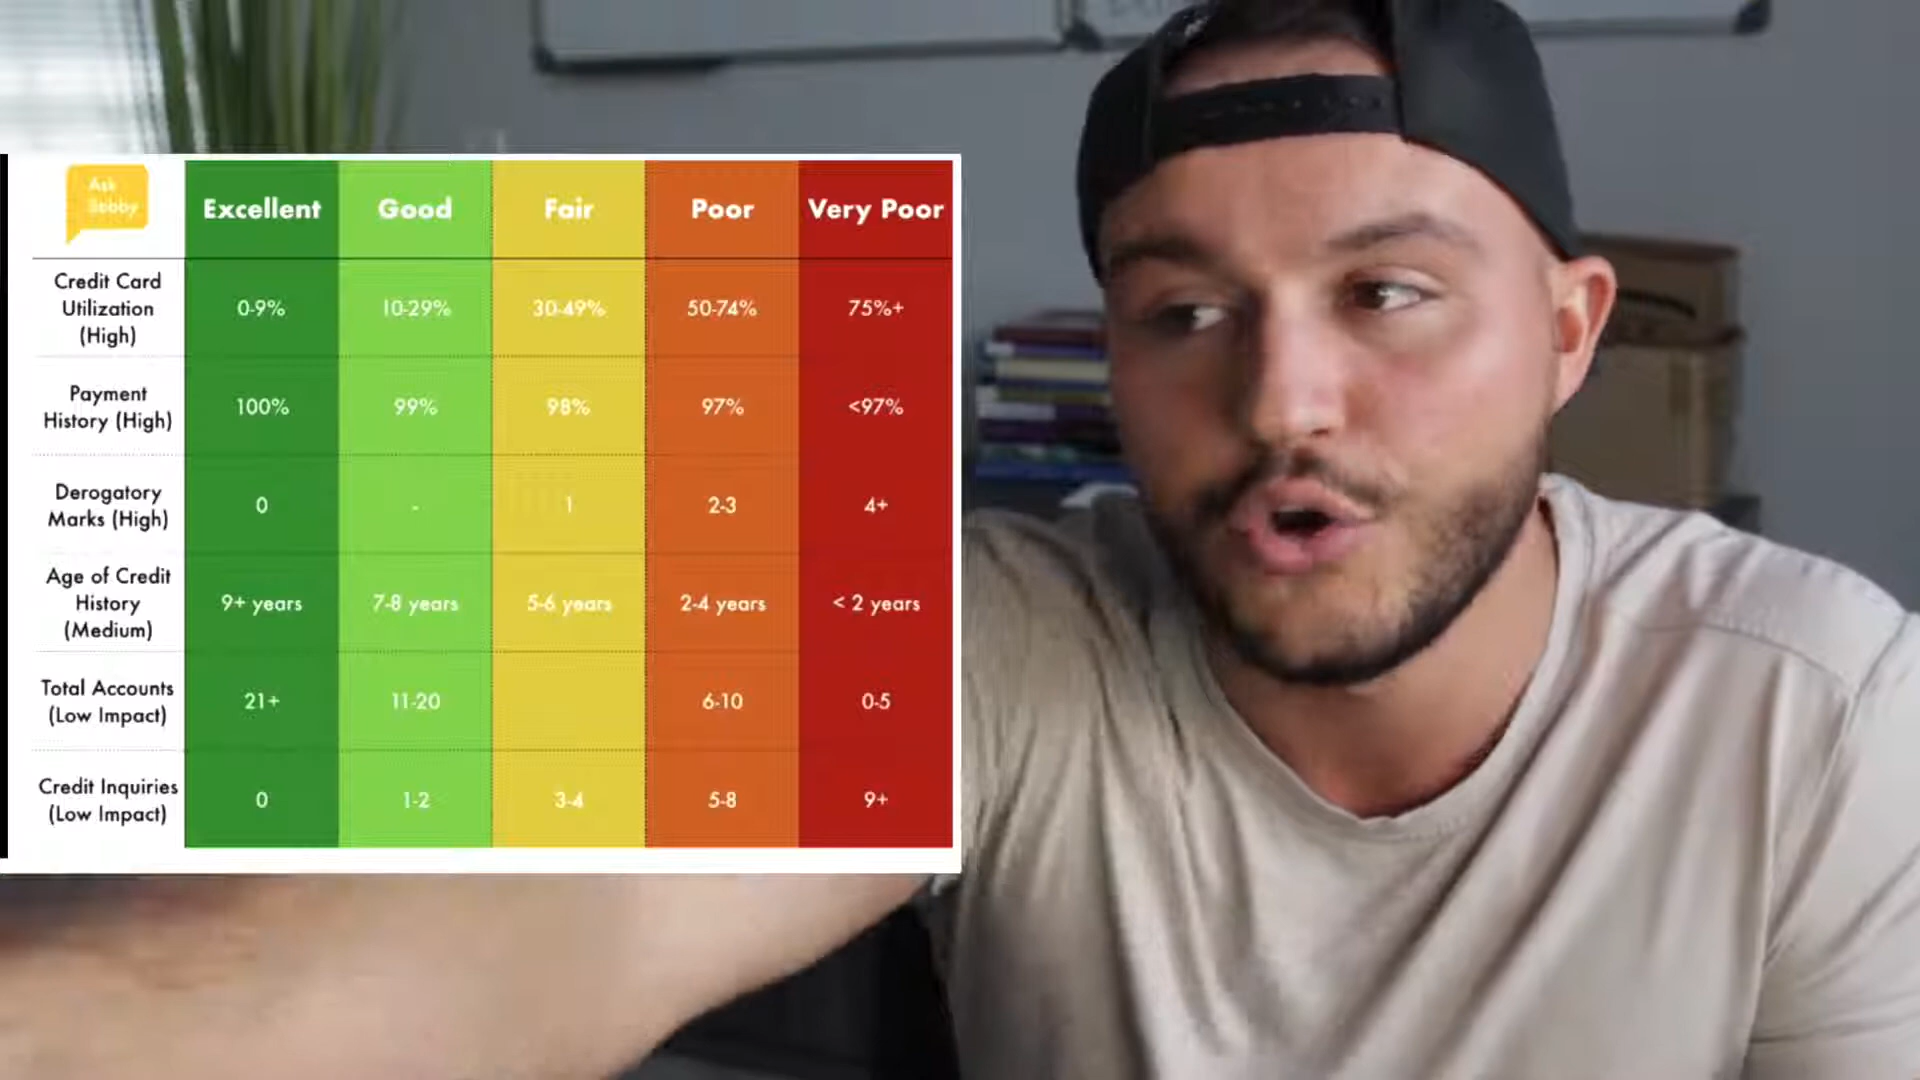 Ask
Bobby
Excellent Good Fair Poor Very Poor
Credit Card
Utilization
(High)
0-9% 10-29% 30-49% 50-74% 75%+
Payment
History (High)
100% 99% 98% 97% <97%
Derogatory
Marks (High)
0 - 1 2-3 4+
Age of Credit
History
(Medium)
9+ years 7-8 years 5-6 years 2-4 years < 2 years
Total Accounts
(Low Impact)
21+ 11-20 6-10 0-5
Credit Inquiries
(Low Impact)
0 1-2 3-4 5-8 9+